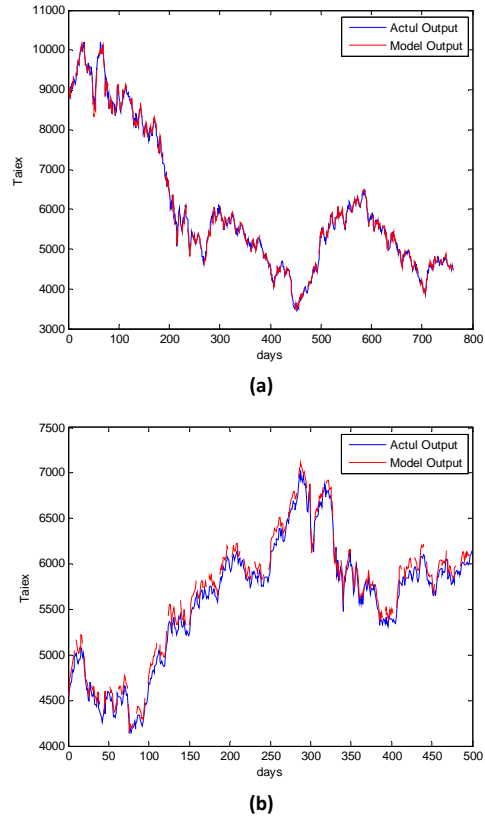 11000
10000
9000
8000
7000
6000
5000
4000
3000
Taiex
0 100 200 300 400 500 600 700 800
days
Actul Output
Model Output
(a)
7500
7000
6500
6000
5500
5000
4500
4000
Taiex
0 50 100 150 200 250 300 350 400 450 500
days
Actul Output
Model Output
(b)